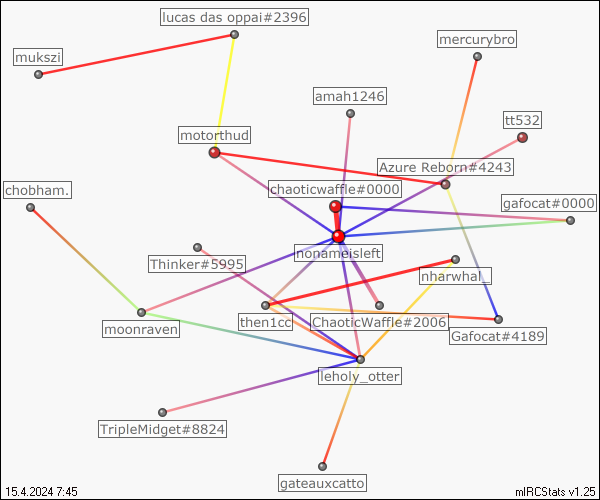 lucas das oppai#2396
mercurybro
mukszi
amah1246
tt532
motorthud
Azure Reborn#4243
chaoticwaffle#0000
chobham.
gafocat#0000
nonameisleft
Thinker#5995
nharwhal_
moonraven
then1cc
ChaoticWaffle#2006
Gafocat#4189
leholy_otter
TripleMidget#8824
gateauxcatto
15.4.2024 7:45
mIRCStats v1.25